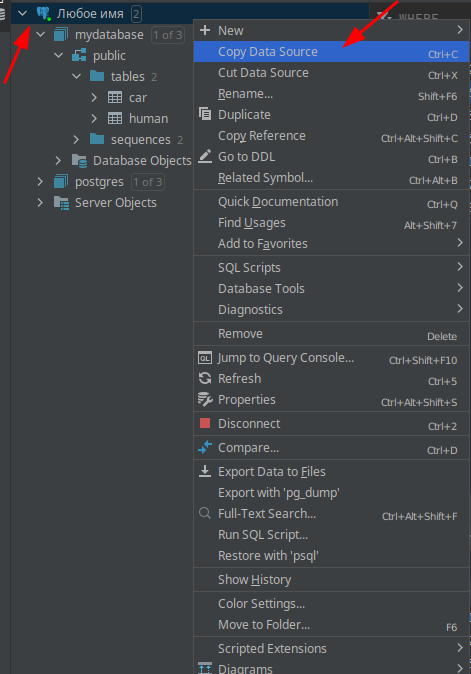 Любое имя 2
mydatabase 1 of 3
public
tables 2
car
human
sequences 2
Database Objects
postgres 1 of 3
Server Objects
WHERE
New
Copy Data Source Ctrl+C
Cut Data Source Ctrl+X
Rename... Shift+F6
Duplicate Ctrl+D
Copy Reference Ctrl+Alt+Shift+C
Go to DDL Ctrl+B
Related Symbol... Ctrl+Alt+B
Quick Documentation Ctrl+Q
Find Usages Alt+Shift+7
Add to Favorites
SQL Scripts
Database Tools
Diagnostics
Remove Delete
QL Jump to Query Console... Ctrl+Shift+F10
Refresh Ctrl+5
Properties Ctrl+Alt+Shift+S
Disconnect Ctrl+2
Compare... Ctrl+D
Export Data to Files
Export with 'pg_dump'
Full-Text Search... Ctrl+Alt+Shift+F
Run SQL Script...
Restore with 'psql'
Show History
Color Settings...
Move to Folder... F6
Scripted Extensions
Diagrams